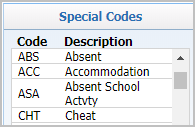 Special Codes
Code Description
ABS Absent
ACC Accommodation
ASA Absent School
Actvty
CHT Cheat